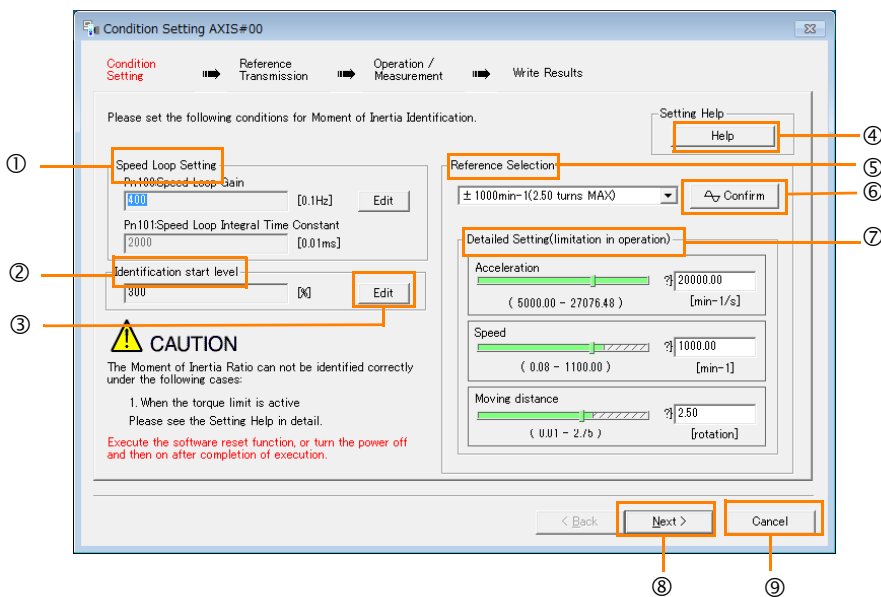 Condition Setting AXIS#00
Condition Setting
Reference Transmission
Operation / Measurement
Write Results
Please set the following conditions for Moment of Inertia Identification.
Setting Help
Help
④
①
Speed Loop Setting
Pn100:Speed Loop Gain
400 [0.1Hz] Edit
Pn101:Speed Loop Integral Time Constant
2000 [0.01ms]
②
Identification start level
300 [%] Edit
③
CAUTION
The Moment of Inertia Ratio can not be identified correctly
under the following cases:
1. When the torque limit is active
Please see the Setting Help in detail.
Execute the software reset function, or turn the power off
and then on after completion of execution.
Reference Selection
⑤
± 1000min-1(2.50 turns MAX)
Confirm
⑥
Detailed Setting(limitation in operation)
⑦
Acceleration
?| 20000.00
( 5000.00 - 27076.48 ) [min-1/s]
Speed
?| 1000.00
( 0.08 - 1100.00 ) [min-1]
Moving distance
?| 2.50
( 0.01 - 2.75 ) [rotation]
< Back
Next >
Cancel
⑧
⑨